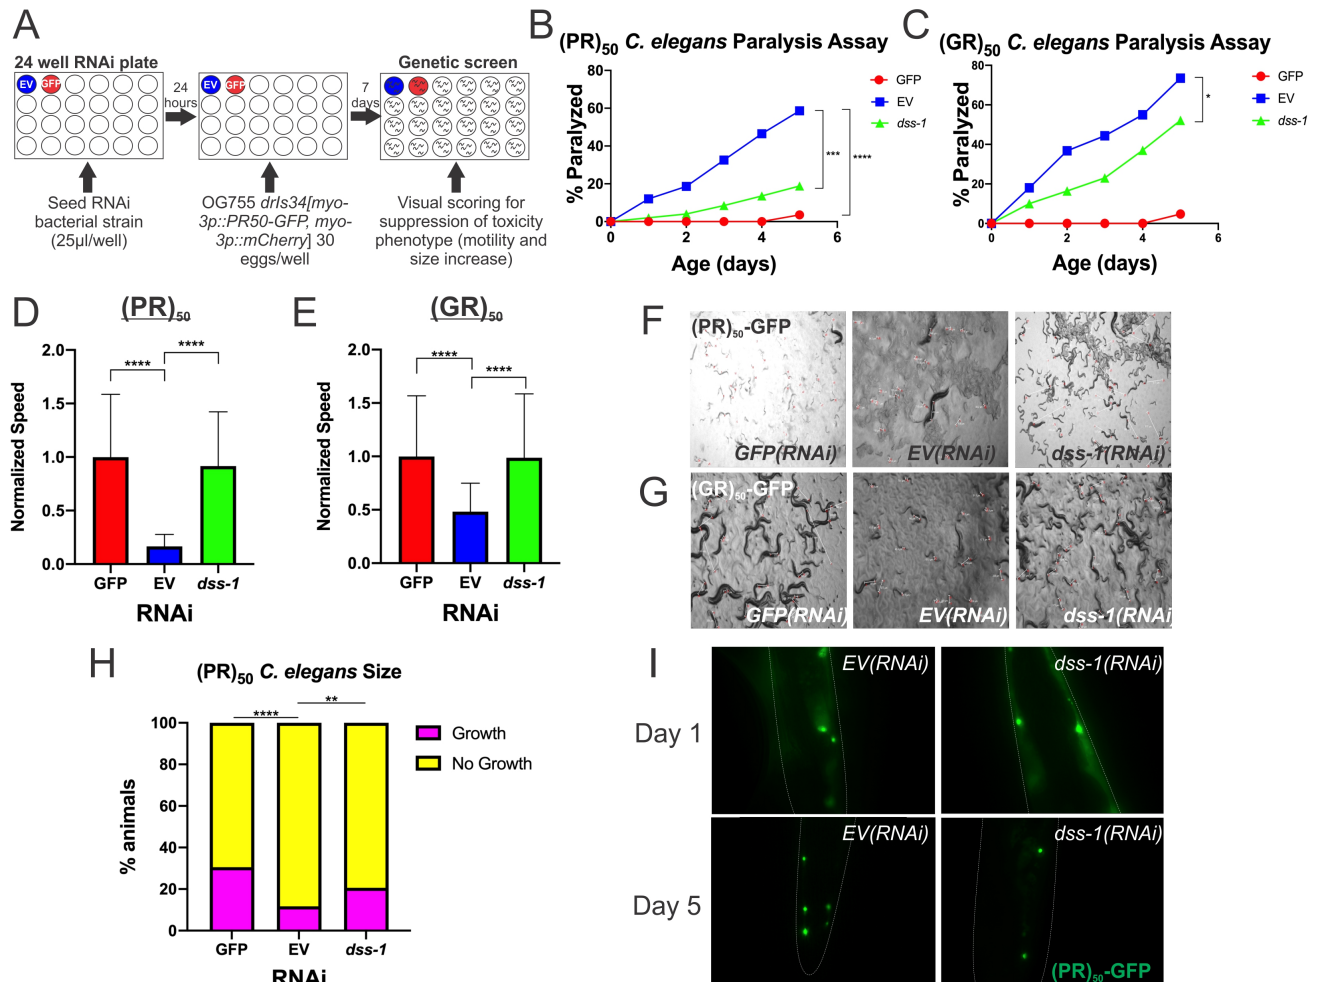 A
24 well RNAi plate
EV
GFP
24
hours
EV
GFP
7
days
Genetic screen
Seed RNAi
bacterial strain
(25µl/well)
OG755 drIs34[myo-
3p::PR50-GFP, myo-
3p::mCherry] 30
eggs/well
Visual scoring for
suppression of toxicity
phenotype (motility and
size increase)
B
(PR)50 C. elegans Paralysis Assay
% Paralyzed
80
60
40
20
0
0
2
4
6
Age (days)
GFP
EV
dss-1
***
****
C
(GR)50 C. elegans Paralysis Assay
% Paralyzed
80
60
40
20
0
0
2
4
6
Age (days)
GFP
EV
dss-1
*
D
(PR)50
Normalized Speed
2.0
1.5
1.0
0.5
0.0
****
****
GFP
EV
dss-1
RNAi
E
(GR)50
Normalized Speed
2.0
1.5
1.0
0.5
0.0
****
****
GFP
EV
dss-1
RNAi
F
(PR)50-GFP
GFP(RNAi)
EV(RNAi)
dss-1(RNAi)
G
(GR)50-GFP
GFP(RNAi)
EV(RNAi)
dss-1(RNAi)
H
(PR)50 C. elegans Size
% animals
100
80
60
40
20
0
****
**
GFP
EV
dss-1
RNAi
Growth
No Growth
I
Day 1
EV(RNAi)
dss-1(RNAi)
Day 5
EV(RNAi)
dss-1(RNAi)
(PR)50-GFP